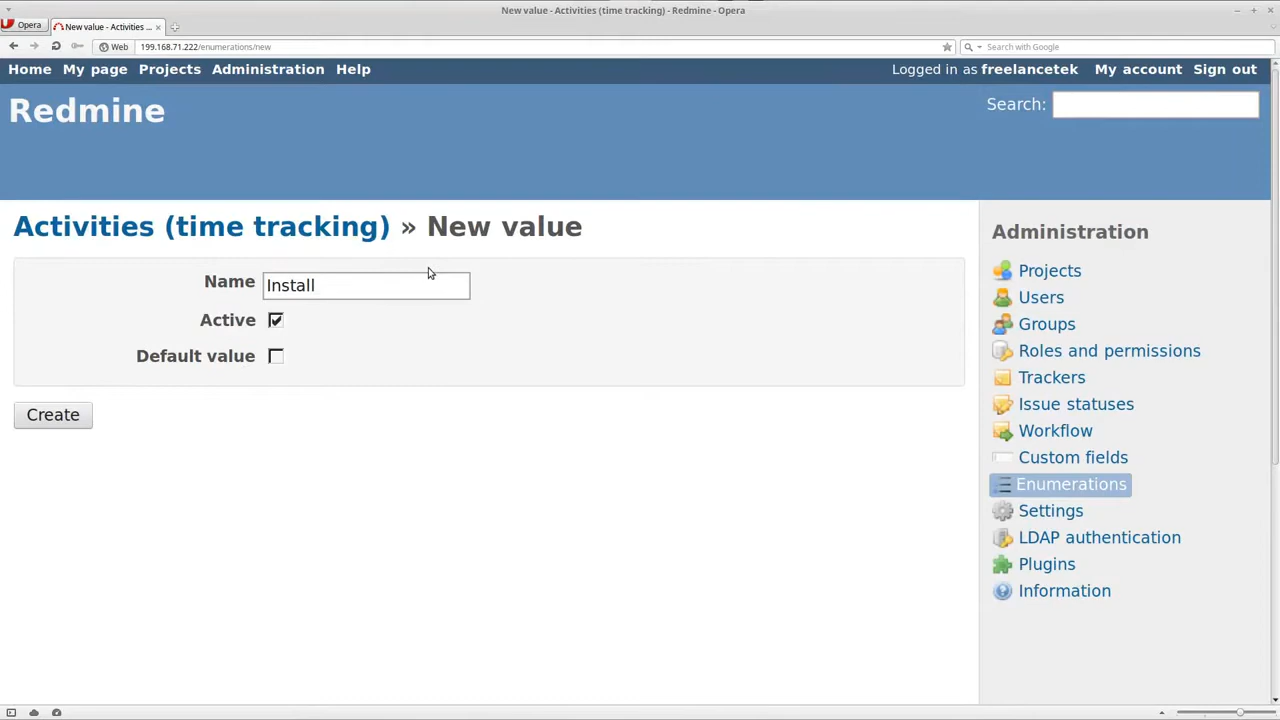 New value - Activities (time tracking) - Redmine - Opera
Opera
New value - Activities ...
Web
199.168.71.222/enumerations/new
Search with Google
Home My page Projects Administration Help
Logged in as freelancetek My account Sign out
Redmine
Search:
Activities (time tracking) » New value
Name Install
Active
Default value
Create
Administration
Projects
Users
Groups
Roles and permissions
Trackers
Issue statuses
Workflow
Custom fields
Enumerations
Settings
LDAP authentication
Plugins
Information